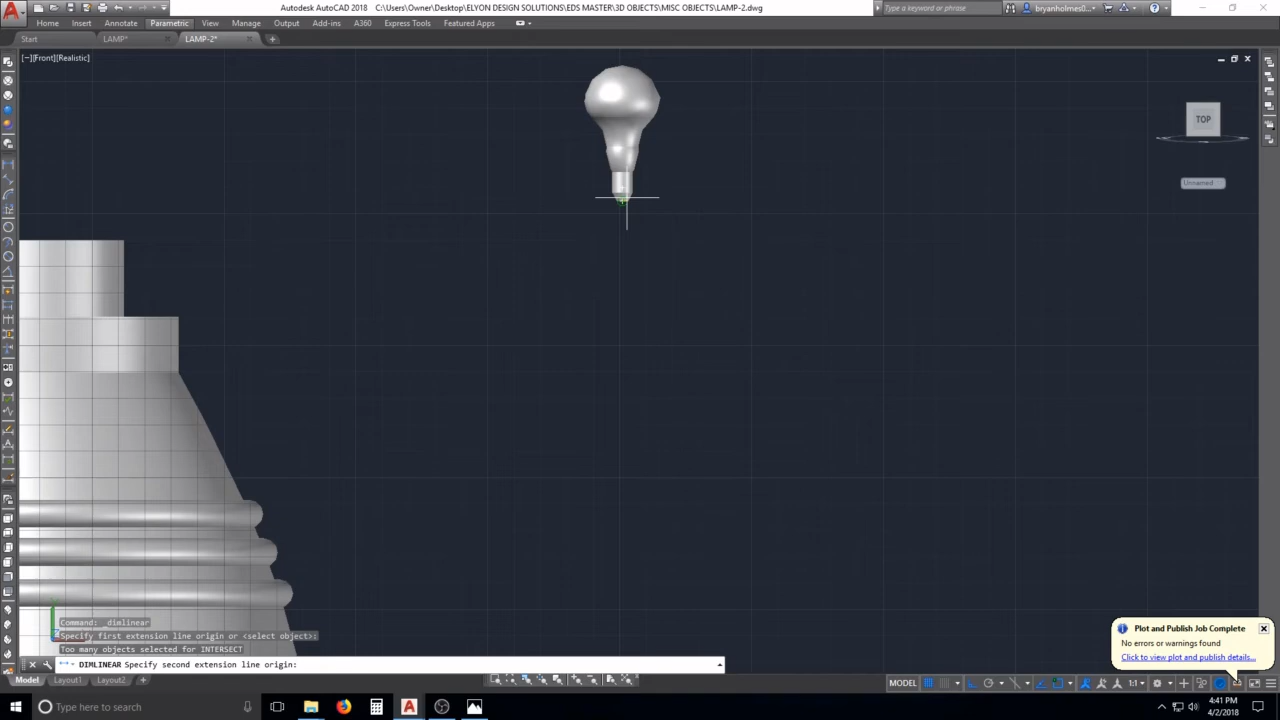 Autodesk AutoCAD 2018 C:\Users\Owner\Desktop\ELYON DESIGN SOLUTIONS\EDS MASTER\3D OBJECTS\MISC OBJECTS\LAMP-2.dwg
Type a keyword or phrase
bryanholmes0...
Home Insert Annotate Parametric View Manage Output Add-ins A360 Express Tools Featured Apps
Start LAMP* LAMP-2*
[−][Front][Realistic]
TOP
Unnamed
Command: _dimlinear
Specify first extension line origin or <select object>:
Too many objects selected for INTERSECT
DIMLINEAR Specify second extension line origin:
Plot and Publish Job Complete
No errors or warnings found
Click to view plot and publish details...
Model Layout1 Layout2
MODEL 1:1
Type here to search
4:41 PM
4/2/2018